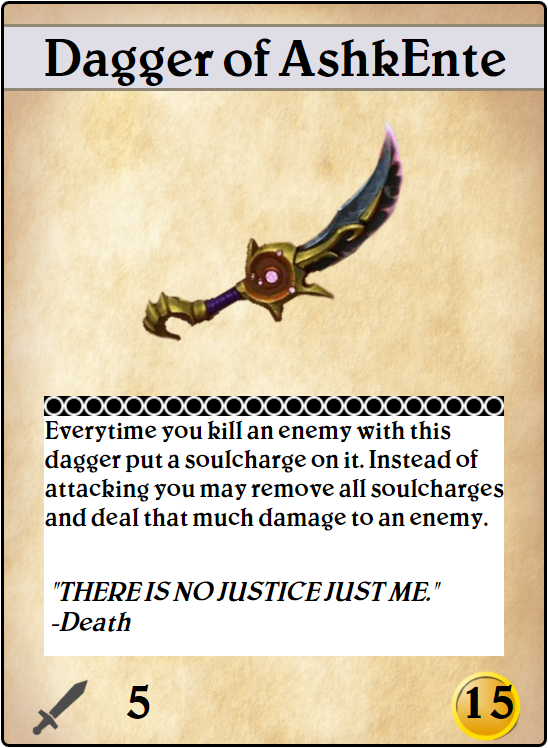 Dagger of AshkEnte
Everytime you kill an enemy with this
dagger put a soulcharge on it. Instead of
attacking you may remove all soulcharges
and deal that much damage to an enemy.
"THERE IS NO JUSTICE JUST ME."
-Death
5
15